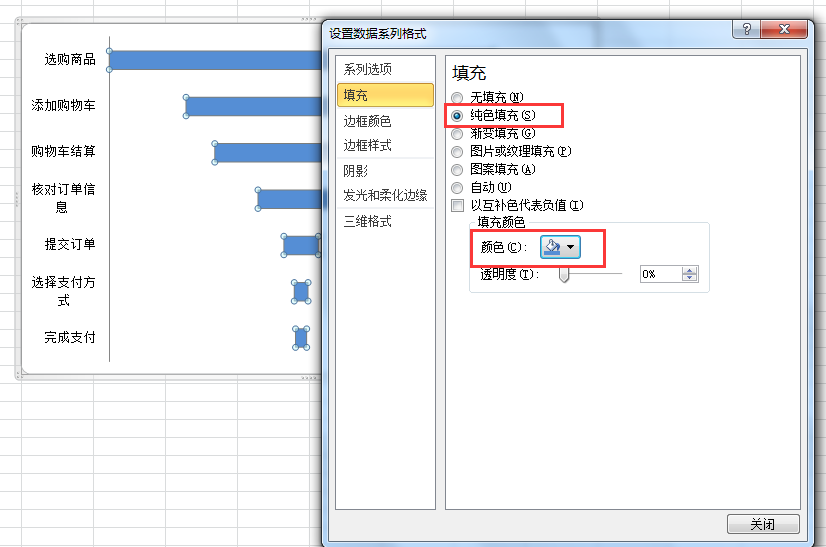 选购商品
添加购物车
购物车结算
核对订单信
息
提交订单
选择支付方
式
完成支付
设置数据系列格式
系列选项
填充
边框颜色
边框样式
阴影
发光和柔化边缘
三维格式
填充
无填充(N)
纯色填充(S)
渐变填充(G)
图片或纹理填充(P)
图案填充(A)
自动(U)
以互补色代表负值(I)
填充颜色
颜色(C):
透明度(T):
0%
关闭